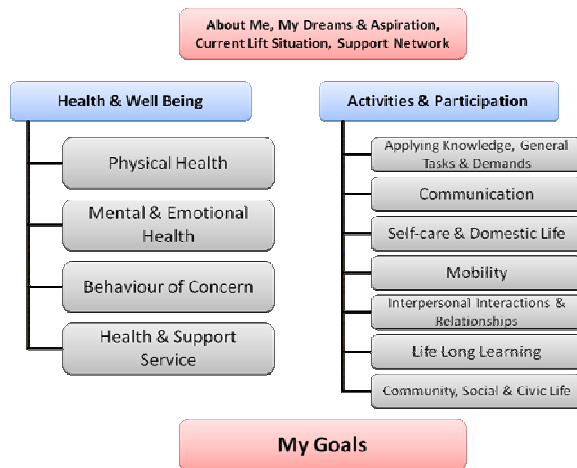 About Me, My Dreams & Aspiration,
Current Lift Situation, Support Network
Health & Well Being
Physical Health
Mental & Emotional
Health
Behaviour of Concern
Health & Support
Service
Activities & Participation
Applying Knowledge, General
Tasks & Demands
Communication
Self-care & Domestic Life
Mobility
Interpersonal Interactions &
Relationships
Life Long Learning
Community, Social & Civic Life
My Goals